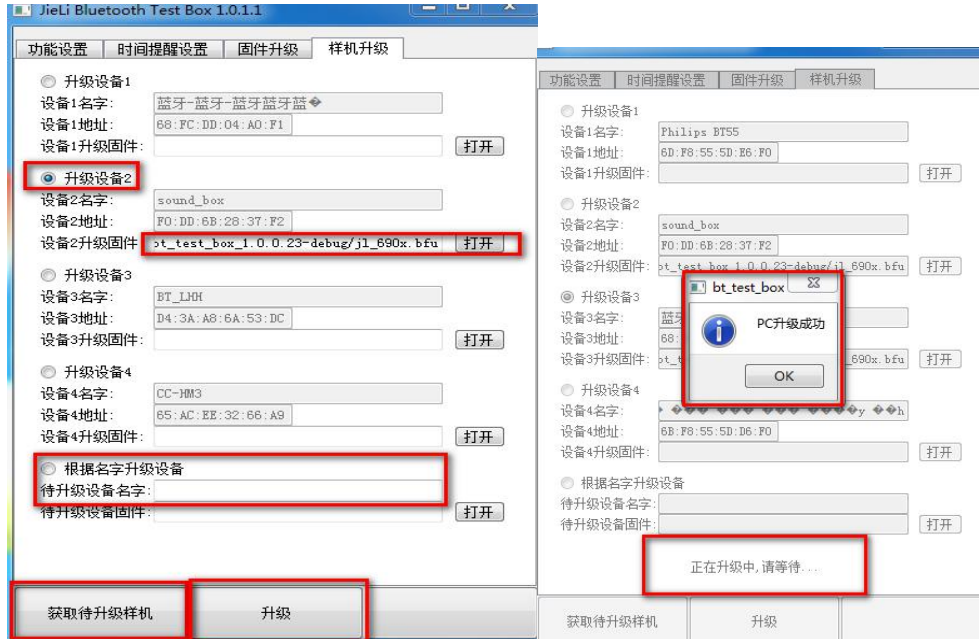 JieLi Bluetooth Test Box 1.0.1.1
功能设置 时间提醒设置 固件升级 样机升级
升级设备1
设备1名字: 蓝牙-蓝牙-蓝牙蓝牙蓝�
设备1地址: 68:FC:DD:04:A0:F1
设备1升级固件: 打开
升级设备2
设备2名字: sound_box
设备2地址: F0:DD:6B:28:37:F2
设备2升级固件 bt_test_box_1.0.0.23-debug/jl_690x.bfu 打开
升级设备3
设备3名字: BT_LHH
设备3地址: D4:3A:A8:6A:53:DC
设备3升级固件: 打开
升级设备4
设备4名字: CC-HM3
设备4地址: 65:AC:EE:32:66:A9
设备4升级固件: 打开
根据名字升级设备
待升级设备名字:
待升级设备固件: 打开
获取待升级样机 升级
功能设置 时间提醒设置 固件升级 样机升级
升级设备1
设备1名字: Philips BT55
设备1地址: 6D:F8:55:5D:E6:F0
设备1升级固件: 打开
升级设备2
设备2名字: sound_box
设备2地址: F0:DD:6B:28:37:F2
设备2升级固件: bt_test_box_1.0.0.23-debug/jl_690x.bfu 打开
升级设备3
设备3名字: 蓝牙
设备3地址: 68:
设备3升级固件: _690x.bfu 打开
bt_test_box
PC升级成功
OK
升级设备4
设备4名字: � ��� ��� ��� ����y ��h
设备4地址: 6B:F8:55:5D:D6:F0
设备4升级固件: 打开
根据名字升级设备
待升级设备名字:
待升级设备固件: 打开
正在升级中,请等待...
获取待升级样机 升级